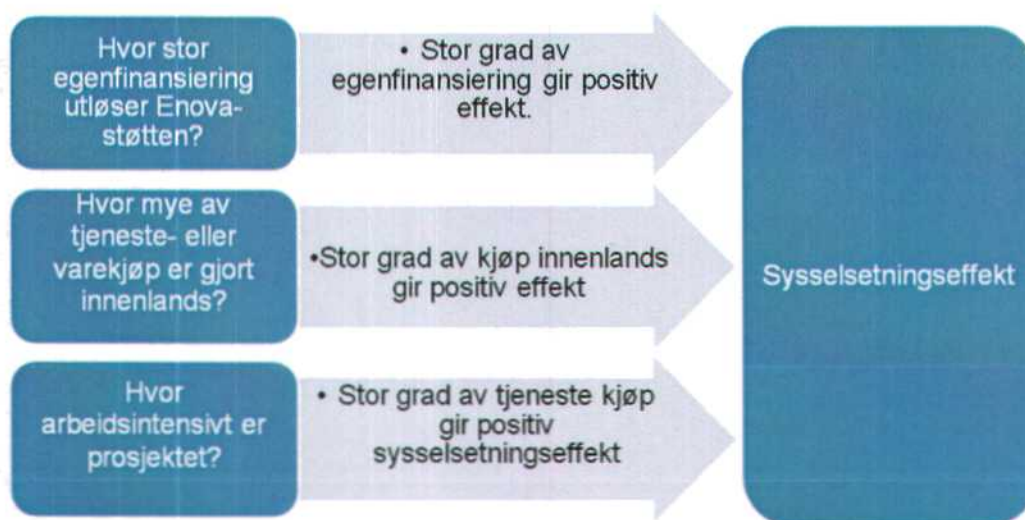 Hvor stor
egenfinansiering
utløser Enova-
støtten?
• Stor grad av
egenfinansiering gir positiv
effekt.
Hvor mye av
tjeneste- eller
varekjøp er gjort
innenlands?
•Stor grad av kjøp innenlands
gir positiv effekt
Hvor
arbeidsintensivt er
prosjektet?
• Stor grad av tjeneste kjøp
gir positiv
sysselsetningseffekt
Sysselsetningseffekt